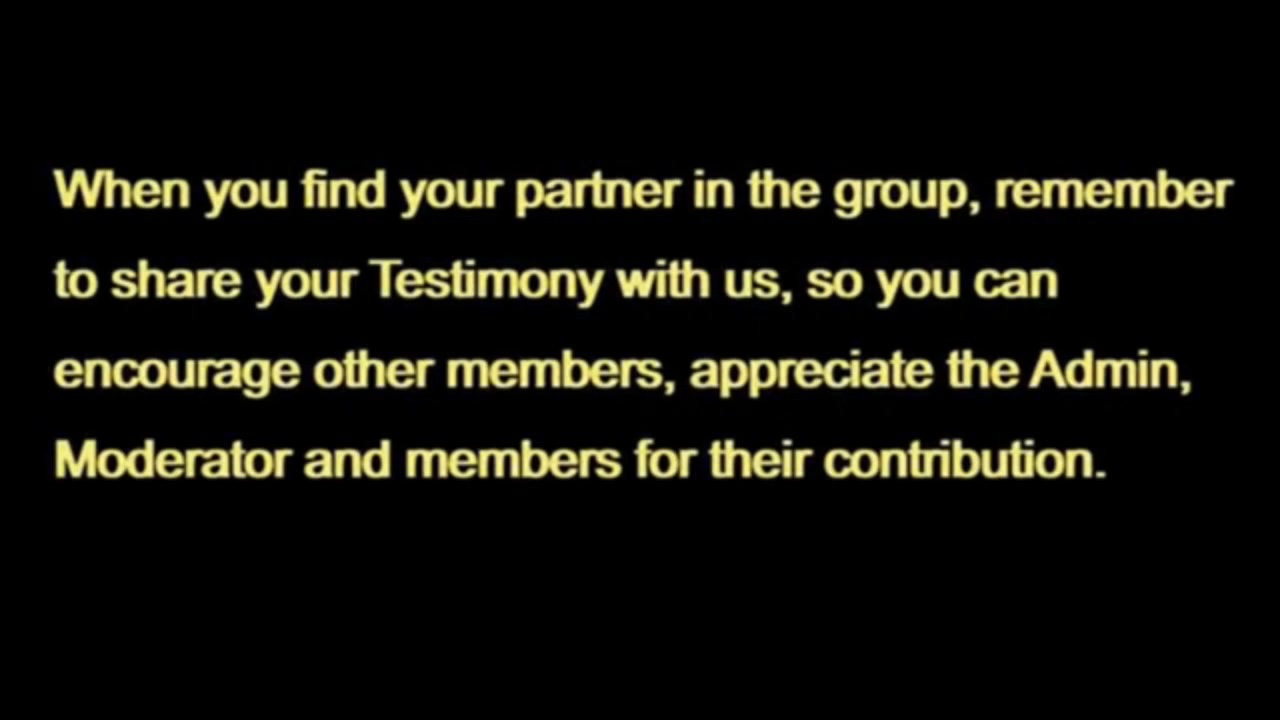 When you find your partner in the group, remember
to share your Testimony with us, so you can
encourage other members, appreciate the Admin,
Moderator and members for their contribution.